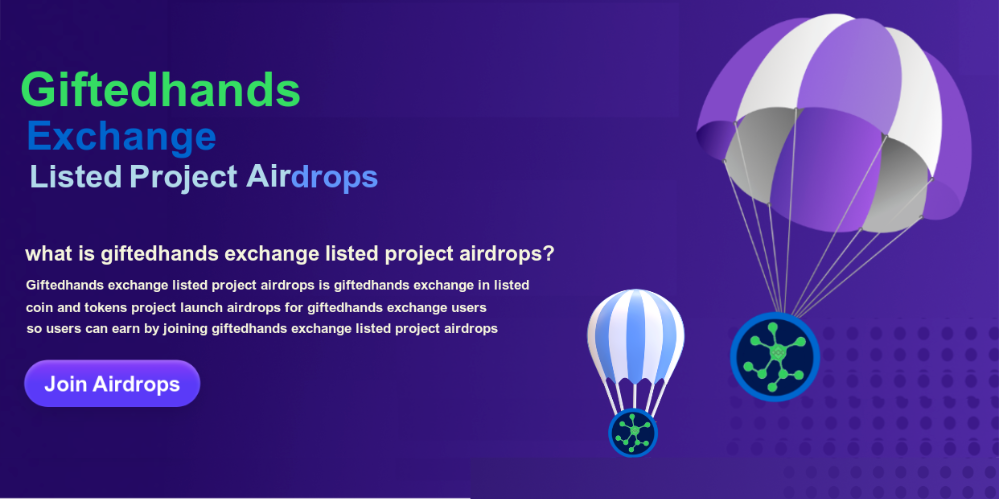 Giftedhands
Exchange
Listed Project Airdrops
what is giftedhands exchange listed project airdrops?
Giftedhands exchange listed project airdrops is giftedhands exchange in listed
coin and tokens project launch airdrops for giftedhands exchange users
so users can earn by joining giftedhands exchange listed project airdrops
Join Airdrops